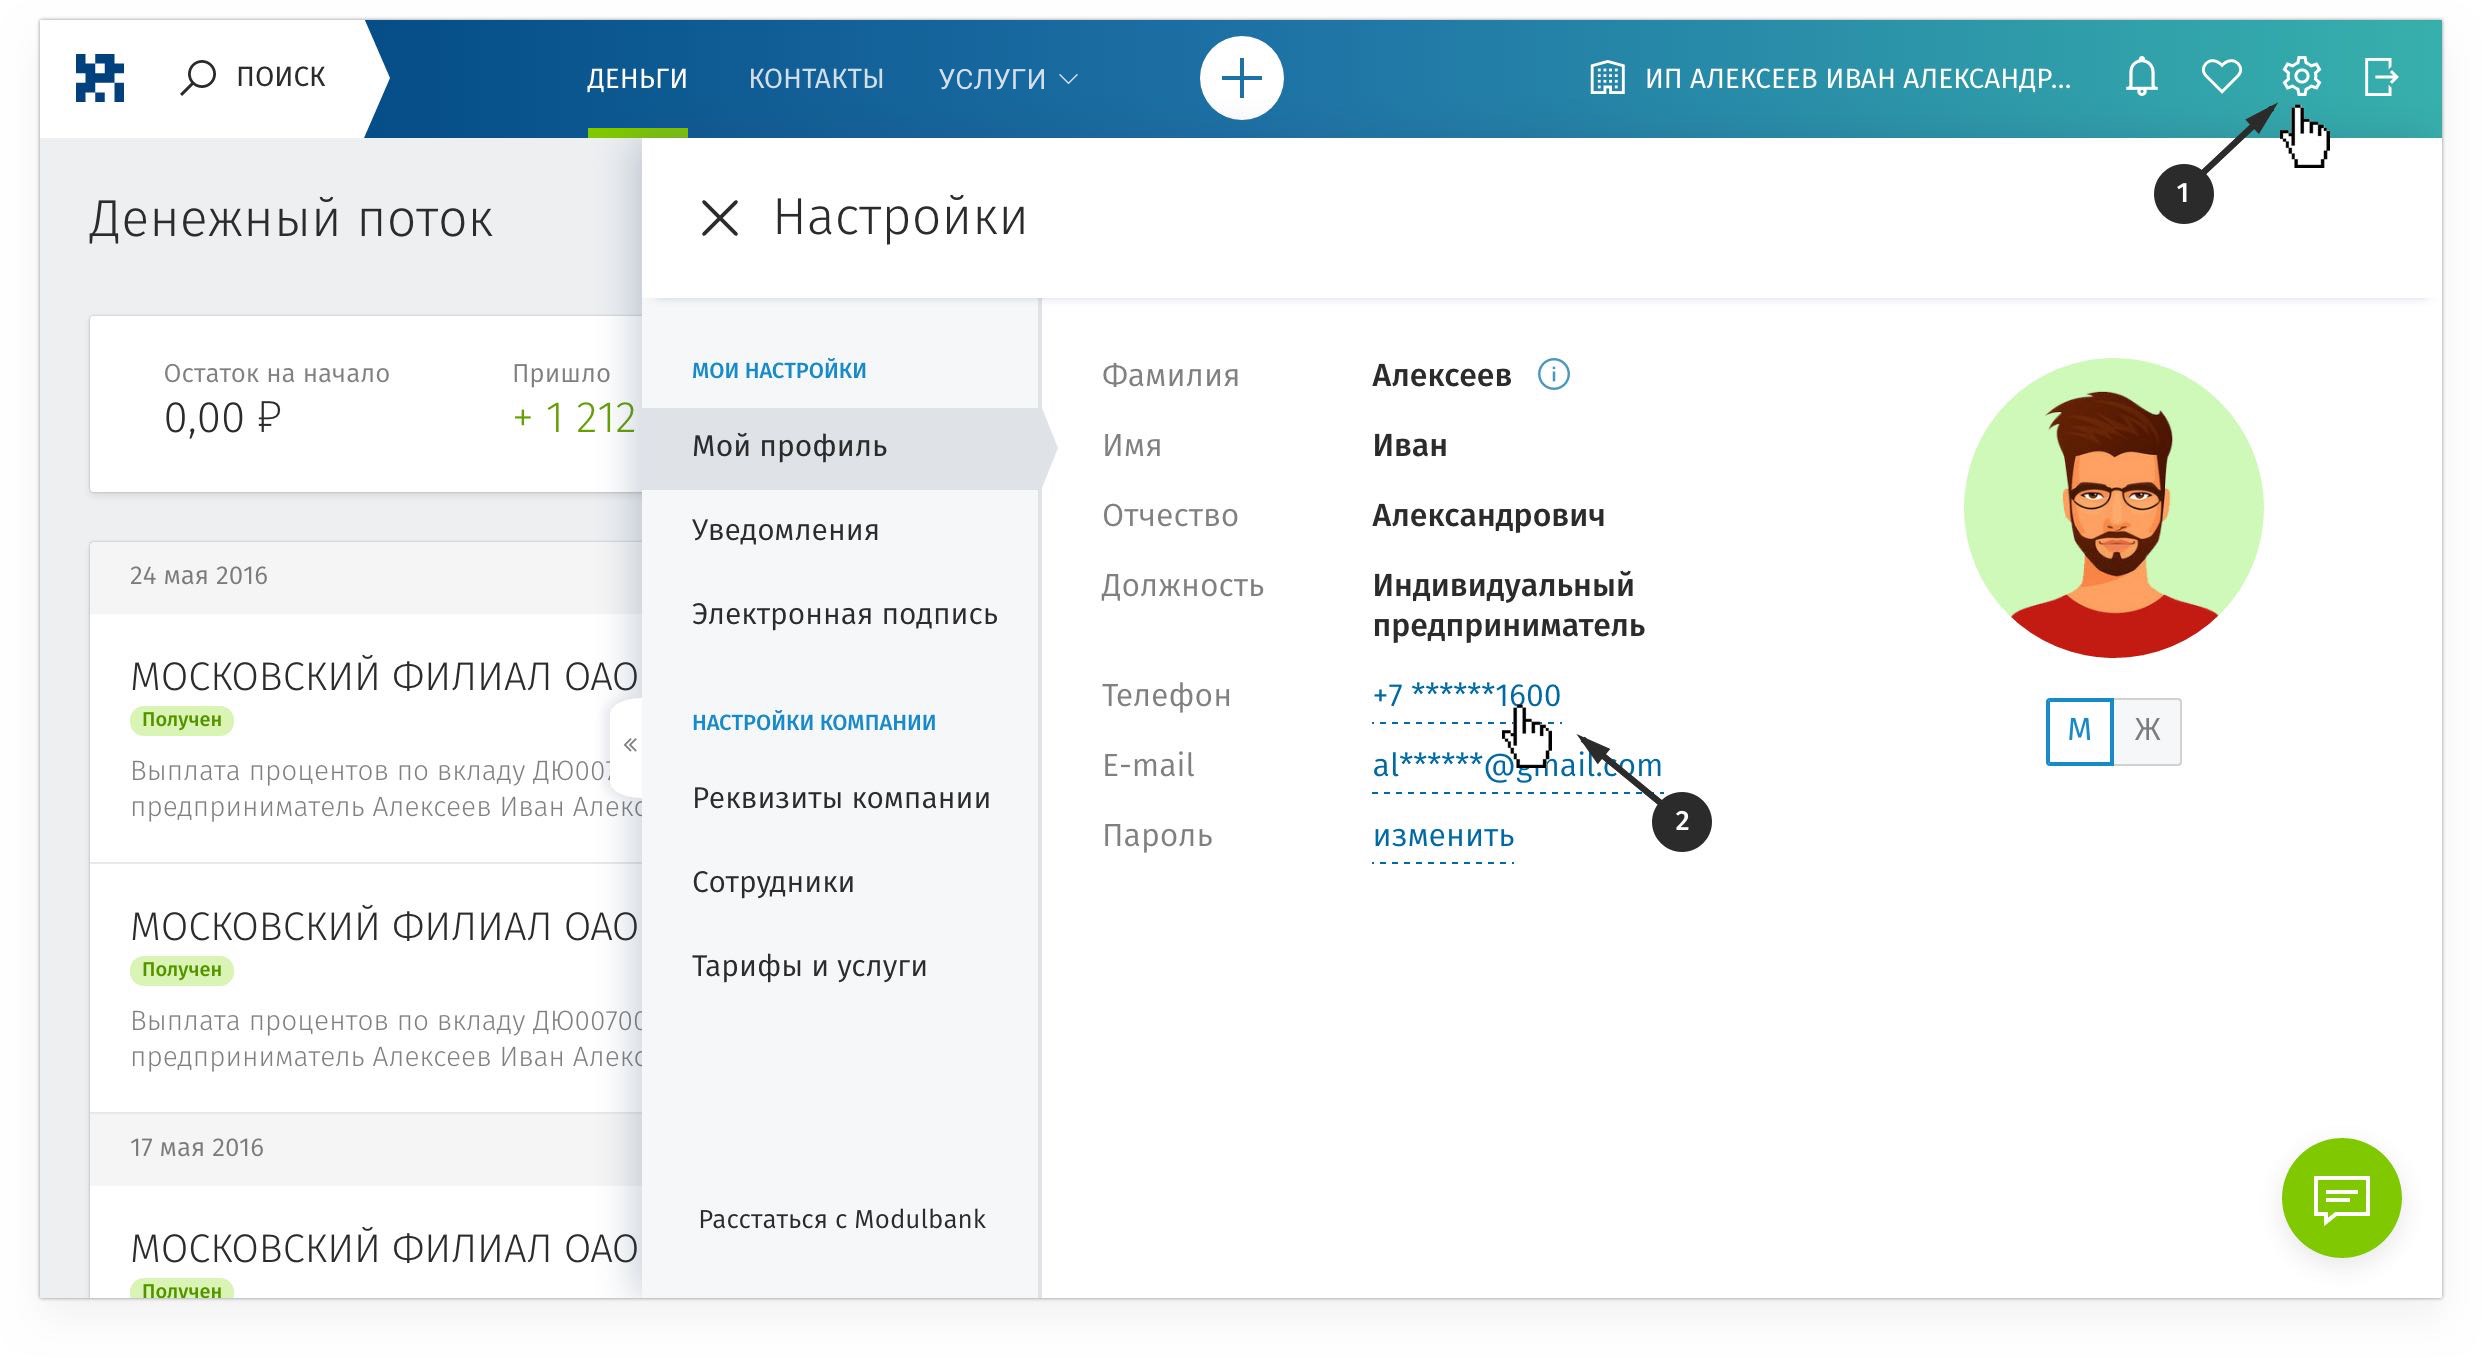 ПОИСК
ДЕНЬГИ
КОНТАКТЫ
УСЛУГИ
ИП АЛЕКСЕЕВ ИВАН АЛЕКСАНДР...
1
Денежный поток
Остаток на начало
0,00 ₽
Пришло
+ 1 212
24 мая 2016
МОСКОВСКИЙ ФИЛИАЛ ОАО
Получен
Выплата процентов по вкладу ДЮ007
предприниматель Алексеев Иван Алекс
МОСКОВСКИЙ ФИЛИАЛ ОАО
Получен
Выплата процентов по вкладу ДЮ00700
предприниматель Алексеев Иван Алекс
17 мая 2016
МОСКОВСКИЙ ФИЛИАЛ ОАО
Получен
«
Настройки
МОИ НАСТРОЙКИ
Мой профиль
Уведомления
Электронная подпись
НАСТРОЙКИ КОМПАНИИ
Реквизиты компании
Сотрудники
Тарифы и услуги
Расстаться с Modulbank
Фамилия
Алексеев
Имя
Иван
Отчество
Александрович
Должность
Индивидуальный
предприниматель
Телефон
+7 ******1600
E-mail
al******@gmail.com
Пароль
изменить
2
М
Ж